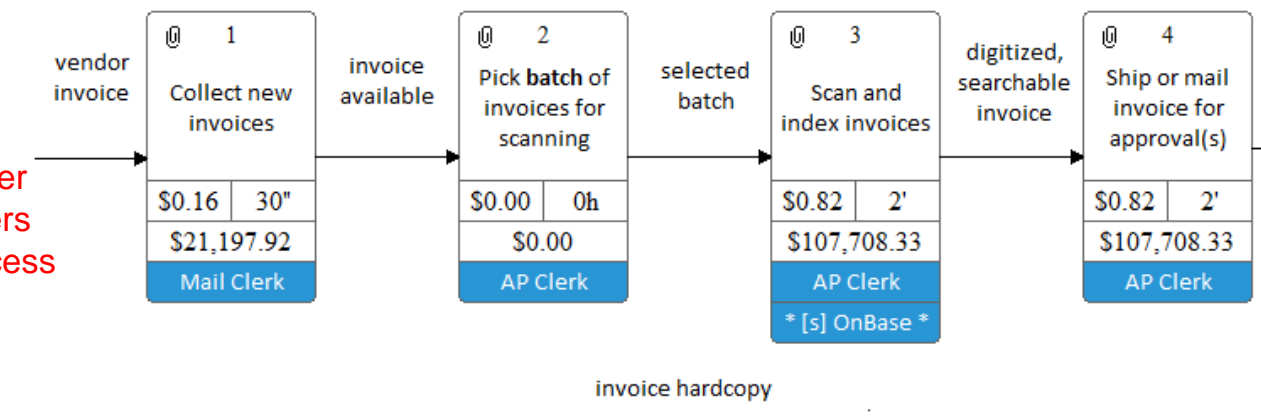 vendor
invoice
er
ers
cess
1
Collect new
invoices
$0.16 30"
$21,197.92
Mail Clerk
invoice
available
2
Pick batch of
invoices for
scanning
$0.00 0h
$0.00
AP Clerk
selected
batch
3
Scan and
index invoices
$0.82 2'
$107,708.33
AP Clerk
* [s] OnBase *
digitized,
searchable
invoice
4
Ship or mail
invoice for
approval(s)
$0.82 2'
$107,708.33
AP Clerk
invoice hardcopy